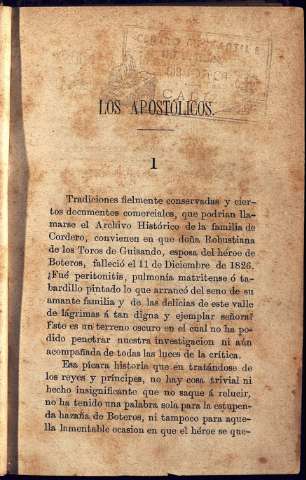 LOS APOSTÓLICOS.
1
Tradiciones fielmente conservadas y cier-
tos documentos comerciales, que podrian lla-
marse el Archivo Histórico de la familia de
Cordero, convienen en que doña Robustiana
de los Toros de Guisando, esposa del héroe de
Boteros, falleció el 11 de Diciembre de 1826.
¿Fué peritonitis, pulmonía matritense ó ta-
bardillo pintado lo que arrancó del seno de su
amante familia y de las delicias de este valle
de lágrimas á tan digna y ejemplar señora?
Este es un terreno oscuro en el cual no ha po-
dido penetrar nuestra investigacion ni aún
acompañada de todas las luces de la crítica.
Esa pícara historia que en tratándose de
los reyes y príncipes, no hay cosa trivial ni
hecho insignificante que no saque á relucir,
no ha tenido una palabra sola para la estupen-
da hazaña de Boteros, ni tampoco para aque-
lla lamentable ocasion en que el héroe se que-